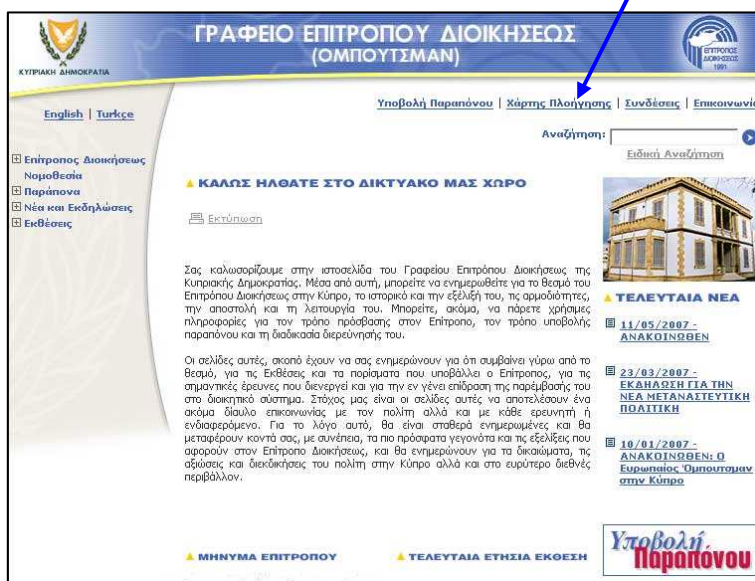 ΓΡΑΦΕΙΟ ΕΠΙΤΡΟΠΟΥ ΔΙΟΙΚΗΣΕΩΣ
(ΟΜΠΟΥΤΣΜΑΝ)
ΚΥΠΡΙΑΚΗ ΔΗΜΟΚΡΑΤΙΑ
ΕΠΙΤΡΟΠΟΣ
ΔΙΟΙΚΗΣΕΩΣ
1991
English | Turkçe
Υποβολή Παραπόνου | Χάρτης Πλοήγησης | Συνδέσεις | Επικοινωνί
Αναζήτηση:
Ειδική Αναζήτηση
Επίτροπος Διοικήσεως
Νομοθεσία
Παράπονα
Νέα και Εκδηλώσεις
Εκθέσεις
ΚΑΛΩΣ ΗΛΘΑΤΕ ΣΤΟ ΔΙΚΤΥΑΚΟ ΜΑΣ ΧΩΡΟ
Εκτύπωση
Σας καλωσορίζουμε στην ιστοσελίδα του Γραφείου Επιτρόπου Διοικήσεως της
Κυπριακής Δημοκρατίας. Μέσα από αυτή, μπορείτε να ενημερωθείτε για το θεσμό του
Επιτρόπου Διοικήσεως στην Κύπρο, το ιστορικό και την εξέλιξή του, τις αρμοδιότητες,
την αποστολή και τη λειτουργία του. Μπορείτε, ακόμα, να πάρετε χρήσιμες
πληροφορίες για τον τρόπο πρόσβασης στον Επίτροπο, τον τρόπο υποβολής
παραπόνου και τη διαδικασία διερεύνησής του.
Οι σελίδες αυτές, σκοπό έχουν να σας ενημερώνουν για ότι συμβαίνει γύρω από το
θεσμό, για τις Εκθέσεις και τα πορίσματα που υποβάλλει ο Επίτροπος, για τις
σημαντικές έρευνες που διενεργεί και για την εν γένει επίδραση της παρέμβασής του
στο διοικητικό σύστημα. Στόχος μας είναι οι σελίδες αυτές να αποτελέσουν ένα
ακόμα δίαυλο επικοινωνίας με τον πολίτη αλλά και με κάθε ερευνητή ή
ενδιαφερόμενο. Για το λόγο αυτό, θα είναι σταθερά ενημερωμένες και θα
μεταφέρουν κοντά σας, με συνέπεια, τα πιο πρόσφατα γεγονότα και τις εξελίξεις που
αφορούν στον Επίτροπο Διοικήσεως, και θα ενημερώνουν για τα δικαιώματα, τις
αξιώσεις και διεκδικήσεις του πολίτη στην Κύπρο αλλά και στο ευρύτερο διεθνές
περιβάλλον.
ΜΗΝΥΜΑ ΕΠΙΤΡΟΠΟΥ
ΤΕΛΕΥΤΑΙΑ ΕΤΗΣΙΑ ΕΚΘΕΣΗ
ΤΕΛΕΥΤΑΙΑ ΝΕΑ
11/05/2007 -
ΑΝΑΚΟΙΝΩΘΕΝ
23/03/2007 -
ΕΚΔΗΛΩΣΗ ΓΙΑ ΤΗΝ
ΝΕΑ ΜΕΤΑΝΑΣΤΕΥΤΙΚΗ
ΠΟΛΙΤΙΚΗ
10/01/2007 -
ΑΝΑΚΟΙΝΩΘΕΝ: Ο
Ευρωπαίος Όμπουτσμαν
στην Κύπρο
Υποβολή
Παραπόνου